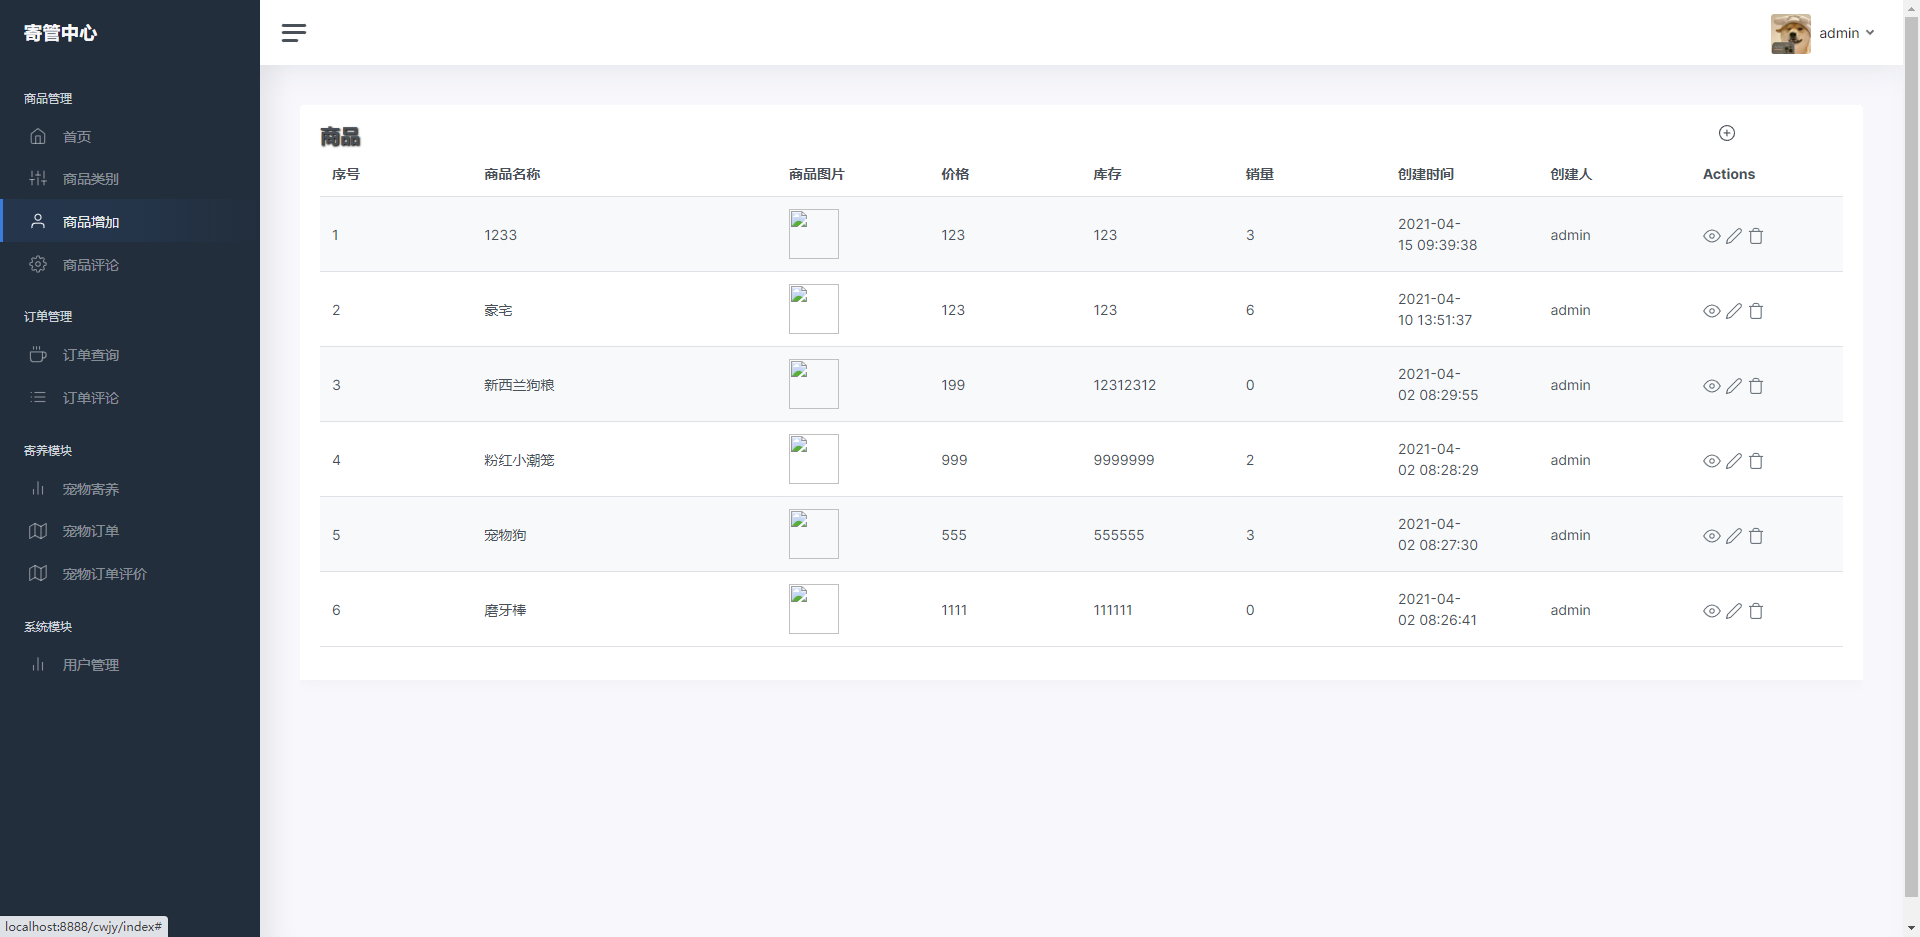 寄管中心
admin
商品管理
首页
商品类别
商品增加
商品评论
订单管理
订单查询
订单评论
寄养模块
宠物寄养
宠物订单
宠物订单评价
系统模块
用户管理
商品
序号 商品名称 商品图片 价格 库存 销量 创建时间 创建人 Actions
1 1233 123 123 3 2021-04-
15 09:39:38 admin
2 豪宅 123 123 6 2021-04-
10 13:51:37 admin
3 新西兰狗粮 199 12312312 0 2021-04-
02 08:29:55 admin
4 粉红小潮笼 999 9999999 2 2021-04-
02 08:28:29 admin
5 宠物狗 555 555555 3 2021-04-
02 08:27:30 admin
6 磨牙棒 1111 111111 0 2021-04-
02 08:26:41 admin
localhost:8888/cwjy/index#